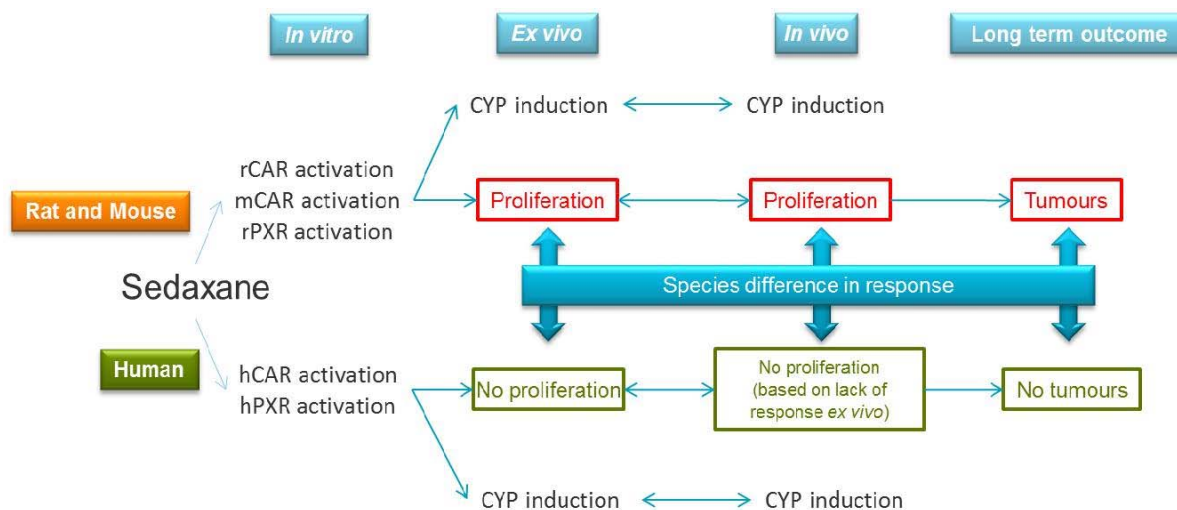 In vitro
Ex vivo
In vivo
Long term outcome
CYP induction
CYP induction
rCAR activation
mCAR activation
rPXR activation
Rat and Mouse
Proliferation
Proliferation
Tumours
Sedaxane
Species difference in response
Human
hCAR activation
hPXR activation
No proliferation
No proliferation
(based on lack of
response ex vivo)
No tumours
CYP induction
CYP induction